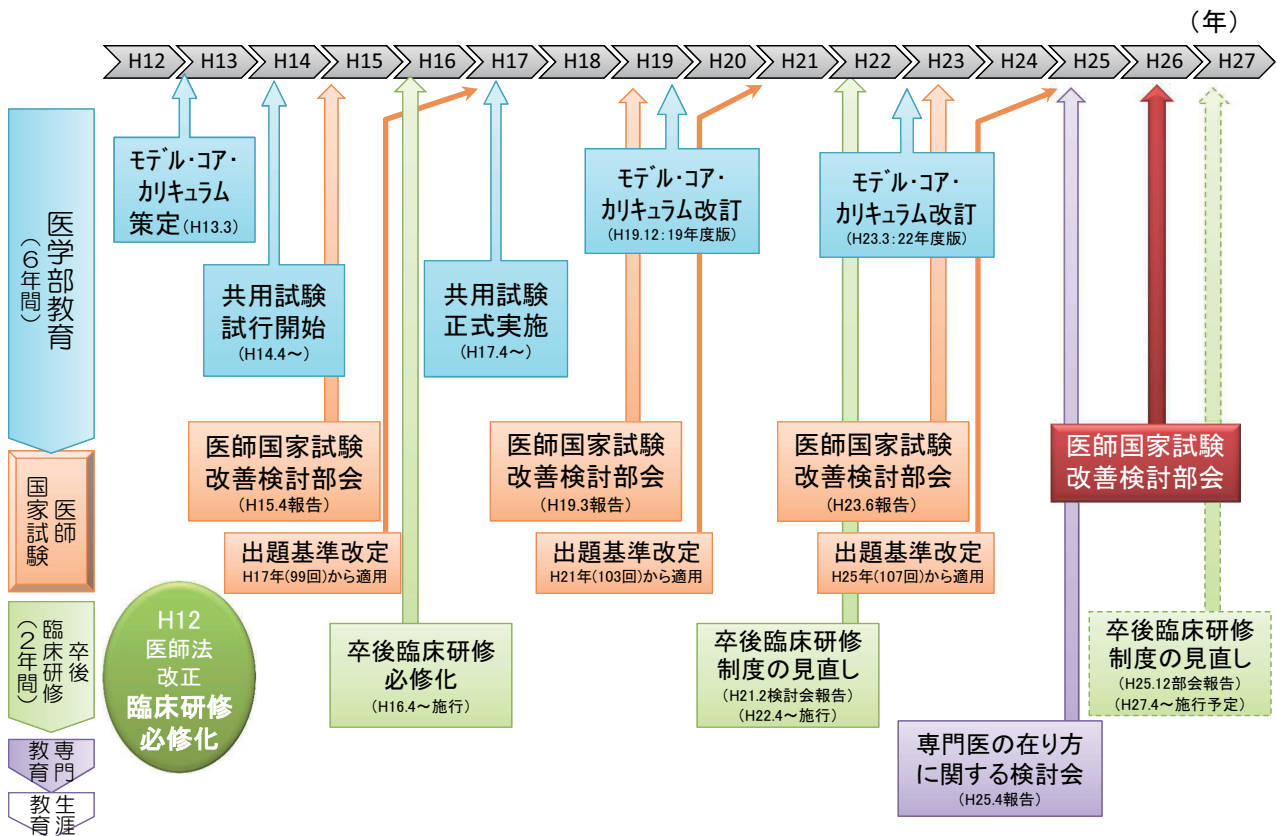 (年)
H12 H13 H14 H15 H16 H17 H18 H19 H20 H21 H22 H23 H24 H25 H26 H27
医学部教育
(6年間)
モデル・コア・
カリキュラム
策定(H13.3)
共用試験
試行開始
(H14.4～)
共用試験
正式実施
(H17.4～)
モデル・コア・
カリキュラム改訂
(H19.12:19年度版)
モデル・コア・
カリキュラム改訂
(H23.3:22年度版)
医師
国家試験
医師国家試験
改善検討部会
(H15.4報告)
出題基準改定
H17年(99回)から適用
医師国家試験
改善検討部会
(H19.3報告)
出題基準改定
H21年(103回)から適用
医師国家試験
改善検討部会
(H23.6報告)
出題基準改定
H25年(107回)から適用
医師国家試験
改善検討部会
卒後
臨床研修
(2年間)
H12
医師法
改正
臨床研修
必修化
卒後臨床研修
必修化
(H16.4～施行)
卒後臨床研修
制度の見直し
(H21.2検討会報告)
(H22.4～施行)
卒後臨床研修
制度の見直し
(H25.12部会報告)
(H27.4～施行予定)
専門
教育
専門医の在り方
に関する検討会
(H25.4報告)
生涯
教育